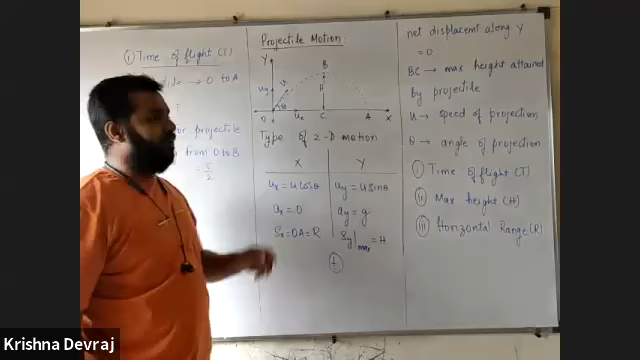 (i) Time of flight (T)
→ O to A
T
for projectile
from O to B
= T/2
Projectile Motion:
Y
B
u
uy
H
θ
O
ux
C
A
X
Type of 2-D motion
X Y
ux = u cosθ uy = u sinθ
ax = 0 ay = g
Sx = OA = R Sy|max = H
t
net displacement along Y
= 0
BC → max height attained
by projectile
u → speed of projection
θ → angle of projection
(i) Time of flight (T)
(ii) Max height (H)
(iii) Horizontal Range (R)
Krishna Devraj